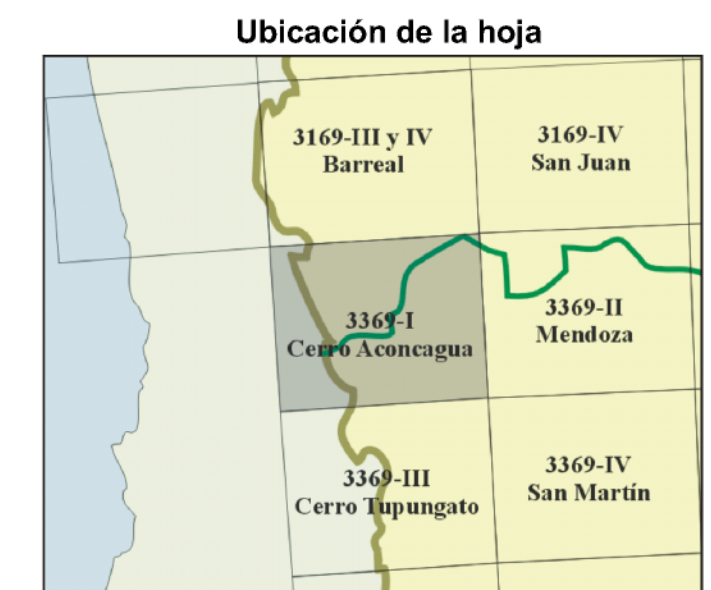 Ubicación de la hoja
3169-III y IV
Barreal
3169-IV
San Juan
3369-I
Cerro Aconcagua
3369-II
Mendoza
3369-III
Cerro Tupungato
3369-IV
San Martín